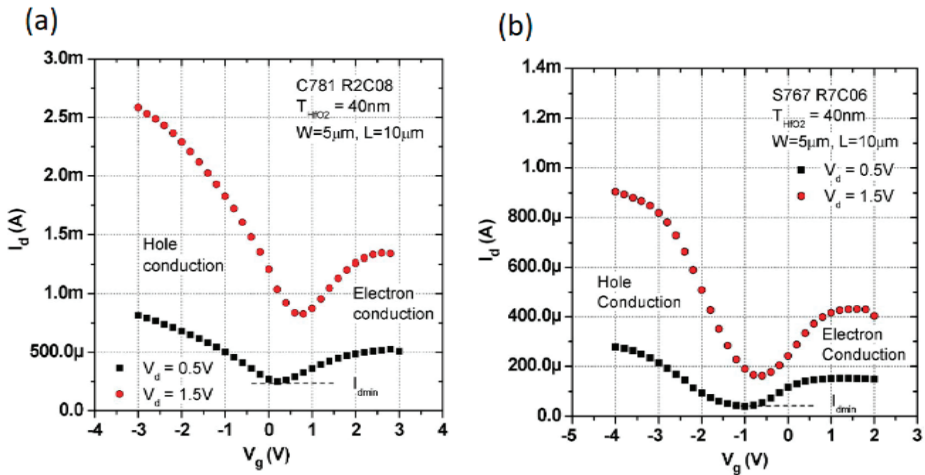 (a)
3.0m
2.5m
2.0m
1.5m
1.0m
500.0µ
0.0
I_d (A)
C781 R2C08
T_HfO2 = 40nm
W=5µm, L=10µm
Hole
conduction
Electron
conduction
V_d = 0.5V
V_d = 1.5V
I_dmin
-4 -3 -2 -1 0 1 2 3 4
V_g (V)
(b)
1.4m
1.2m
1.0m
800.0µ
600.0µ
400.0µ
200.0µ
0.0
I_d (A)
S767 R7C06
T_HfO2 = 40nm
W=5µm, L=10µm
V_d = 0.5V
V_d = 1.5V
Hole
Conduction
Electron
Conduction
I_dmin
-5 -4 -3 -2 -1 0 1 2 3
V_g (V)